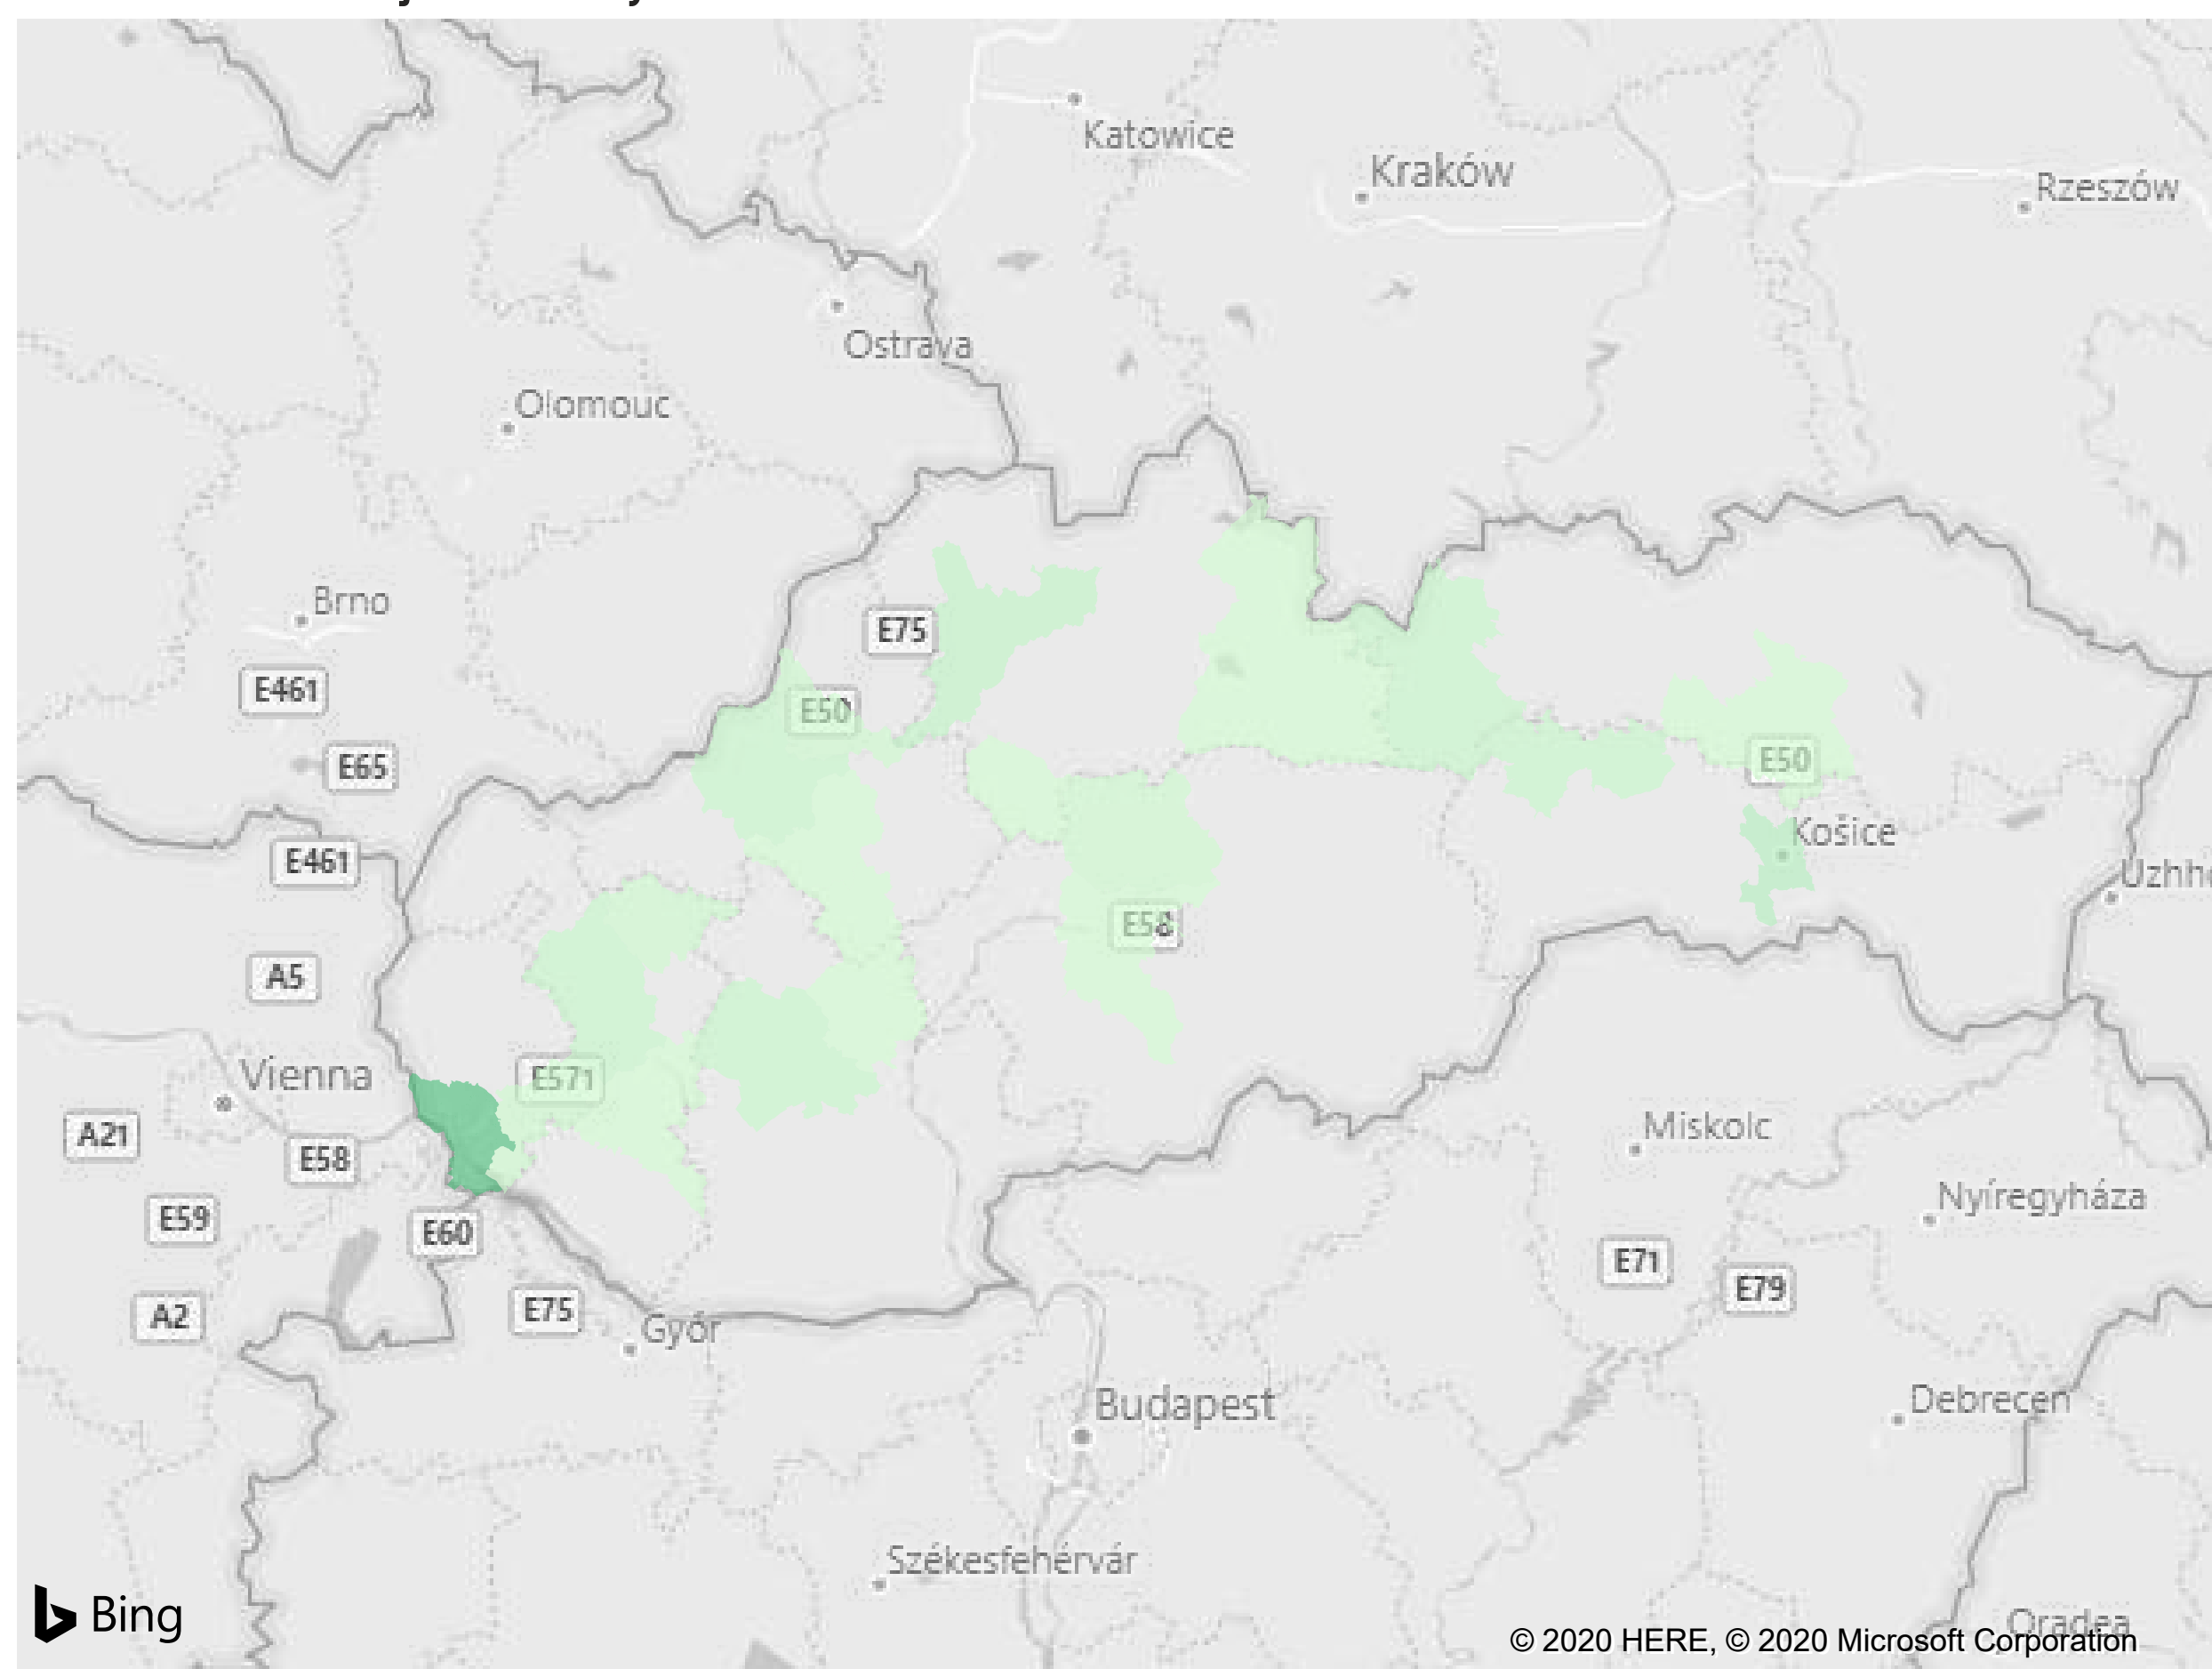 Katowice
Kraków
Rzeszów
Ostrava
Olomouc
Brno
E75
E461
E50
E65
E50
Košice
E461
E58
A5
Vienna
E571
A21
E58
Miskolc
E59
E60
Nyíregyháza
E71
E79
A2
E75
Győr
Budapest
Debrecen
Székesfehérvár
Bing
Oradea
© 2020 HERE, © 2020 Microsoft Corporation